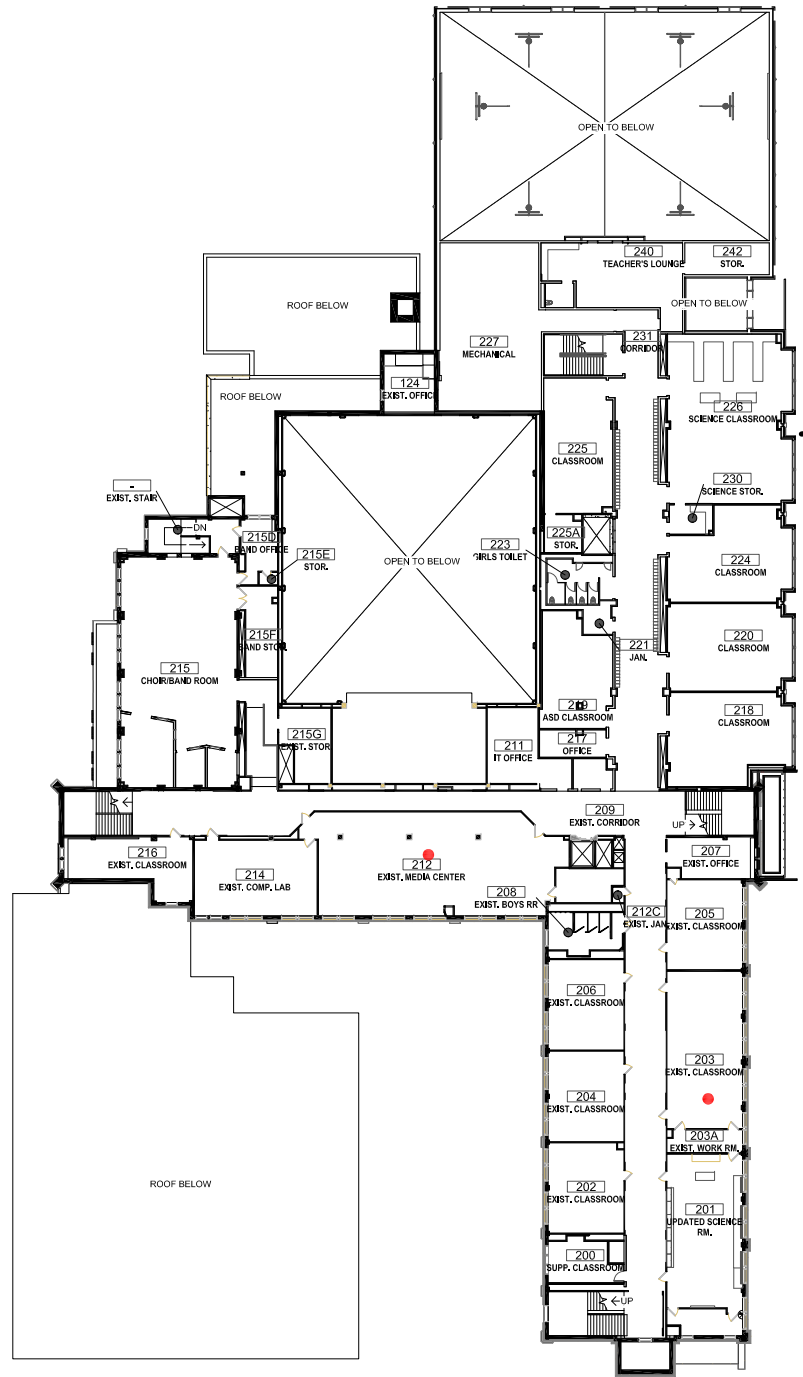 OPEN TO BELOW
240
TEACHER'S LOUNGE
242
STOR.
ROOF BELOW
OPEN TO BELOW
227
MECHANICAL
231
CORRIDOR
124
EXIST. OFFIC
ROOF BELOW
226
SCIENCE CLASSROOM
225
CLASSROOM
230
SCIENCE STOR.
-
EXIST. STAIR
DN
215D
BAND OFFICE
215E
STOR.
OPEN TO BELOW
223
GIRLS TOILET
225A
STOR.
224
CLASSROOM
215F
BAND STOR.
221
JAN.
220
CLASSROOM
215
CHOIR/BAND ROOM
219
ASD CLASSROOM
218
CLASSROOM
215G
EXIST. STOR
211
IT OFFICE
217
OFFICE
209
EXIST. CORRIDOR
UP
216
EXIST. CLASSROOM
214
EXIST. COMP. LAB
212
EXIST. MEDIA CENTER
207
EXIST. OFFICE
208
EXIST. BOYS RR
212C
EXIST. JAN.
205
EXIST. CLASSROOM
206
EXIST. CLASSROOM
203
EXIST. CLASSROOM
204
EXIST. CLASSROOM
203A
EXIST. WORK RM.
202
EXIST. CLASSROOM
ROOF BELOW
201
UPDATED SCIENCE
RM.
200
SUPP. CLASSROOM
UP